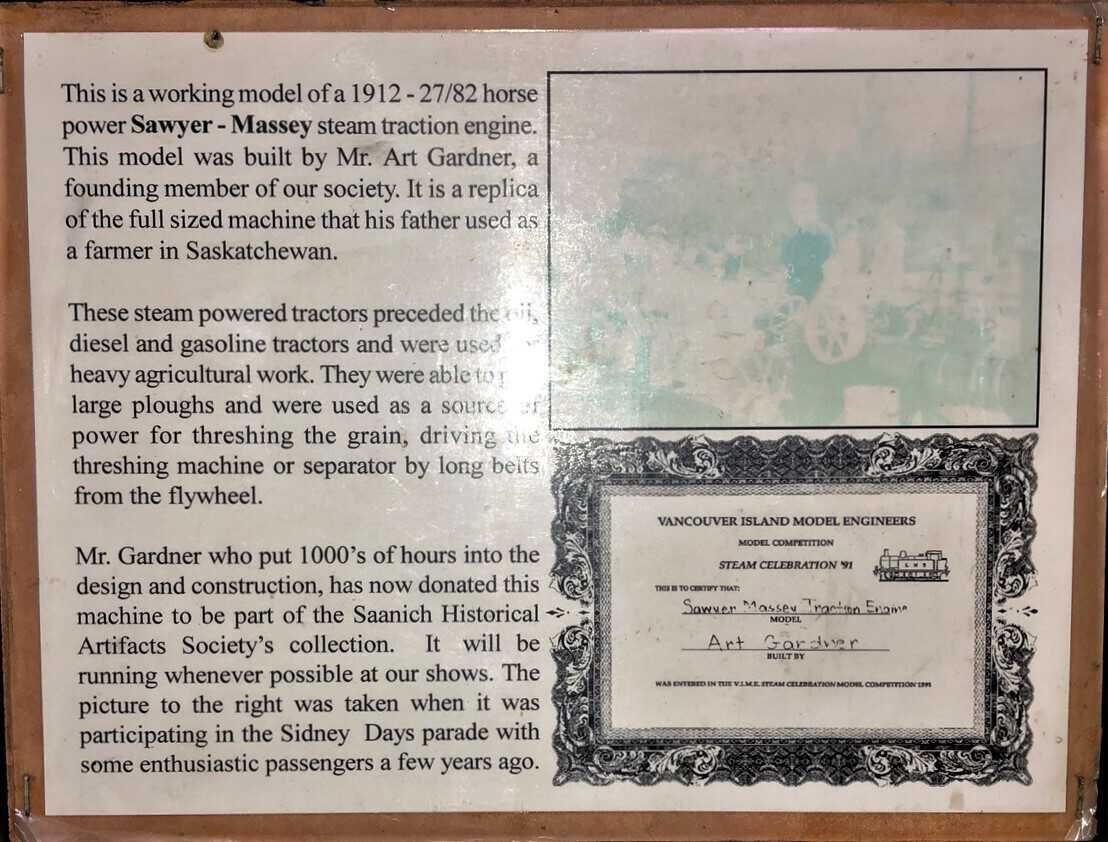 This is a working model of a 1912 - 27/82 horse
power Sawyer - Massey steam traction engine.
This model was built by Mr. Art Gardner, a
founding member of our society. It is a replica
of the full sized machine that his father used as
a farmer in Saskatchewan.
These steam powered tractors preceded the oil,
diesel and gasoline tractors and were used
heavy agricultural work. They were able to
large ploughs and were used as a source of
power for threshing the grain, driving the
threshing machine or separator by long belts
from the flywheel.
Mr. Gardner who put 1000's of hours into the
design and construction, has now donated this
machine to be part of the Saanich Historical
Artifacts Society's collection. It will be
running whenever possible at our shows. The
picture to the right was taken when it was
participating in the Sidney Days parade with
some enthusiastic passengers a few years ago.
VANCOUVER ISLAND MODEL ENGINEERS
MODEL COMPETITION
STEAM CELEBRATION '91
THIS IS TO CERTIFY THAT:
Sawyer Massey Traction Engine
MODEL
Art Gardner
BUILT BY
WAS ENTERED IN THE V.I.M.E. STEAM CELEBRATION MODEL COMPETITION 1991